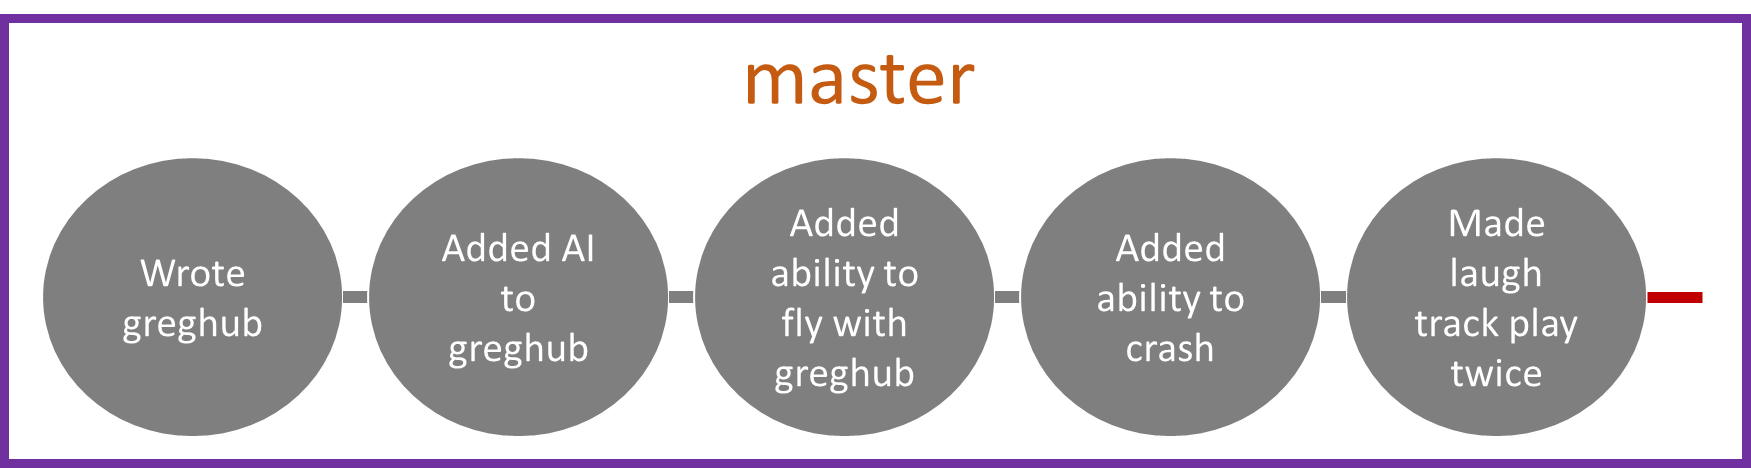 master
Wrote
greghub
Added AI
to
greghub
Added
ability to
fly with
greghub
Added
ability to
crash
Made
laugh
track play
twice